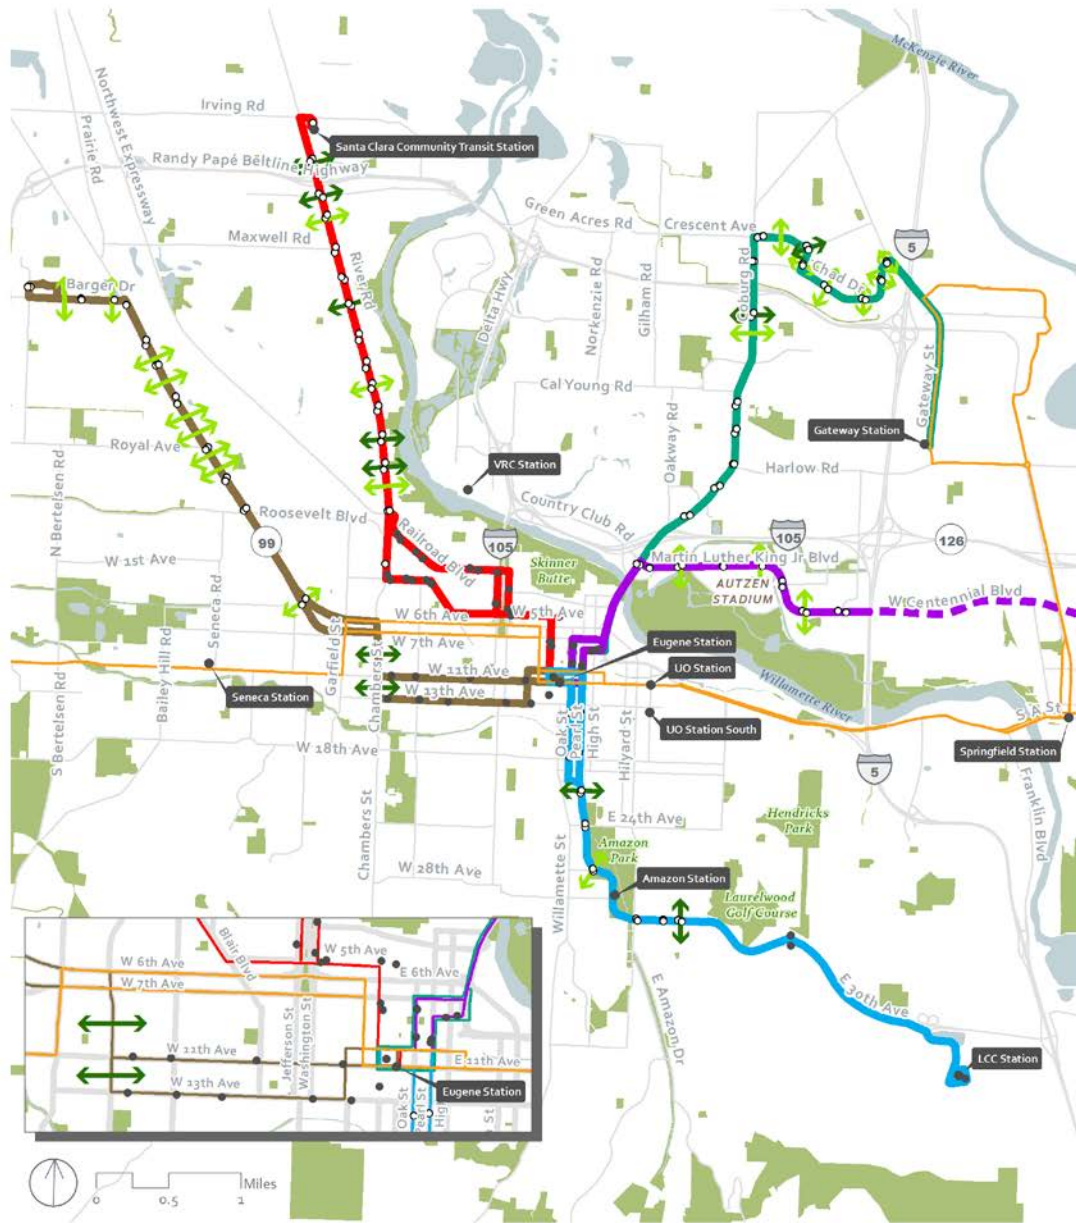 McKenzie River
Irving Rd
Northwest Expressway
Prairie Rd
Santa Clara Community Transit Station
Randy Papé Beltline Highway
Green Acres Rd
Crescent Ave
Maxwell Rd
5
River Rd
Delta Hwy
Norkenzie Rd
Gilham Rd
Coburg Rd
Chad Dr
Barger Dr
Gateway St
Cal Young Rd
Oakway Rd
Gateway Station
Royal Ave
N Bertelsen Rd
VRC Station
Harlow Rd
Roosevelt Blvd
Country Club Rd
99
Railroad Blvd
105
105
126
W 1st Ave
Skinner
Butte
Martin Luther King Jr Blvd
AUTZEN
STADIUM
W Centennial Blvd
Seneca Rd
W 5th Ave
W 6th Ave
W 7th Ave
Bailey Hill Rd
Garfield St
Chambers St
W 11th Ave
W 13th Ave
Eugene Station
UO Station
Willamette River
Seneca Station
S Bertelsen Rd
S A St
UO Station South
Springfield Station
W 18th Ave
Oak St
Pearl St
High St
Hilyard St
5
Franklin Blvd
Chambers St
E 24th Ave
Hendricks
Park
Amazon
Park
Willamette St
W 28th Ave
Amazon Station
Laurelwood
Golf Course
E 30th Ave
E Amazon Dr
LCC Station
Blair Blvd
W 5th Ave
W 6th Ave
E 6th Ave
W 7th Ave
Jefferson St
Washington St
W 11th Ave
E 11th Ave
W 13th Ave
Eugene Station
Oak St
Pearl St
0
0.5
1
Miles